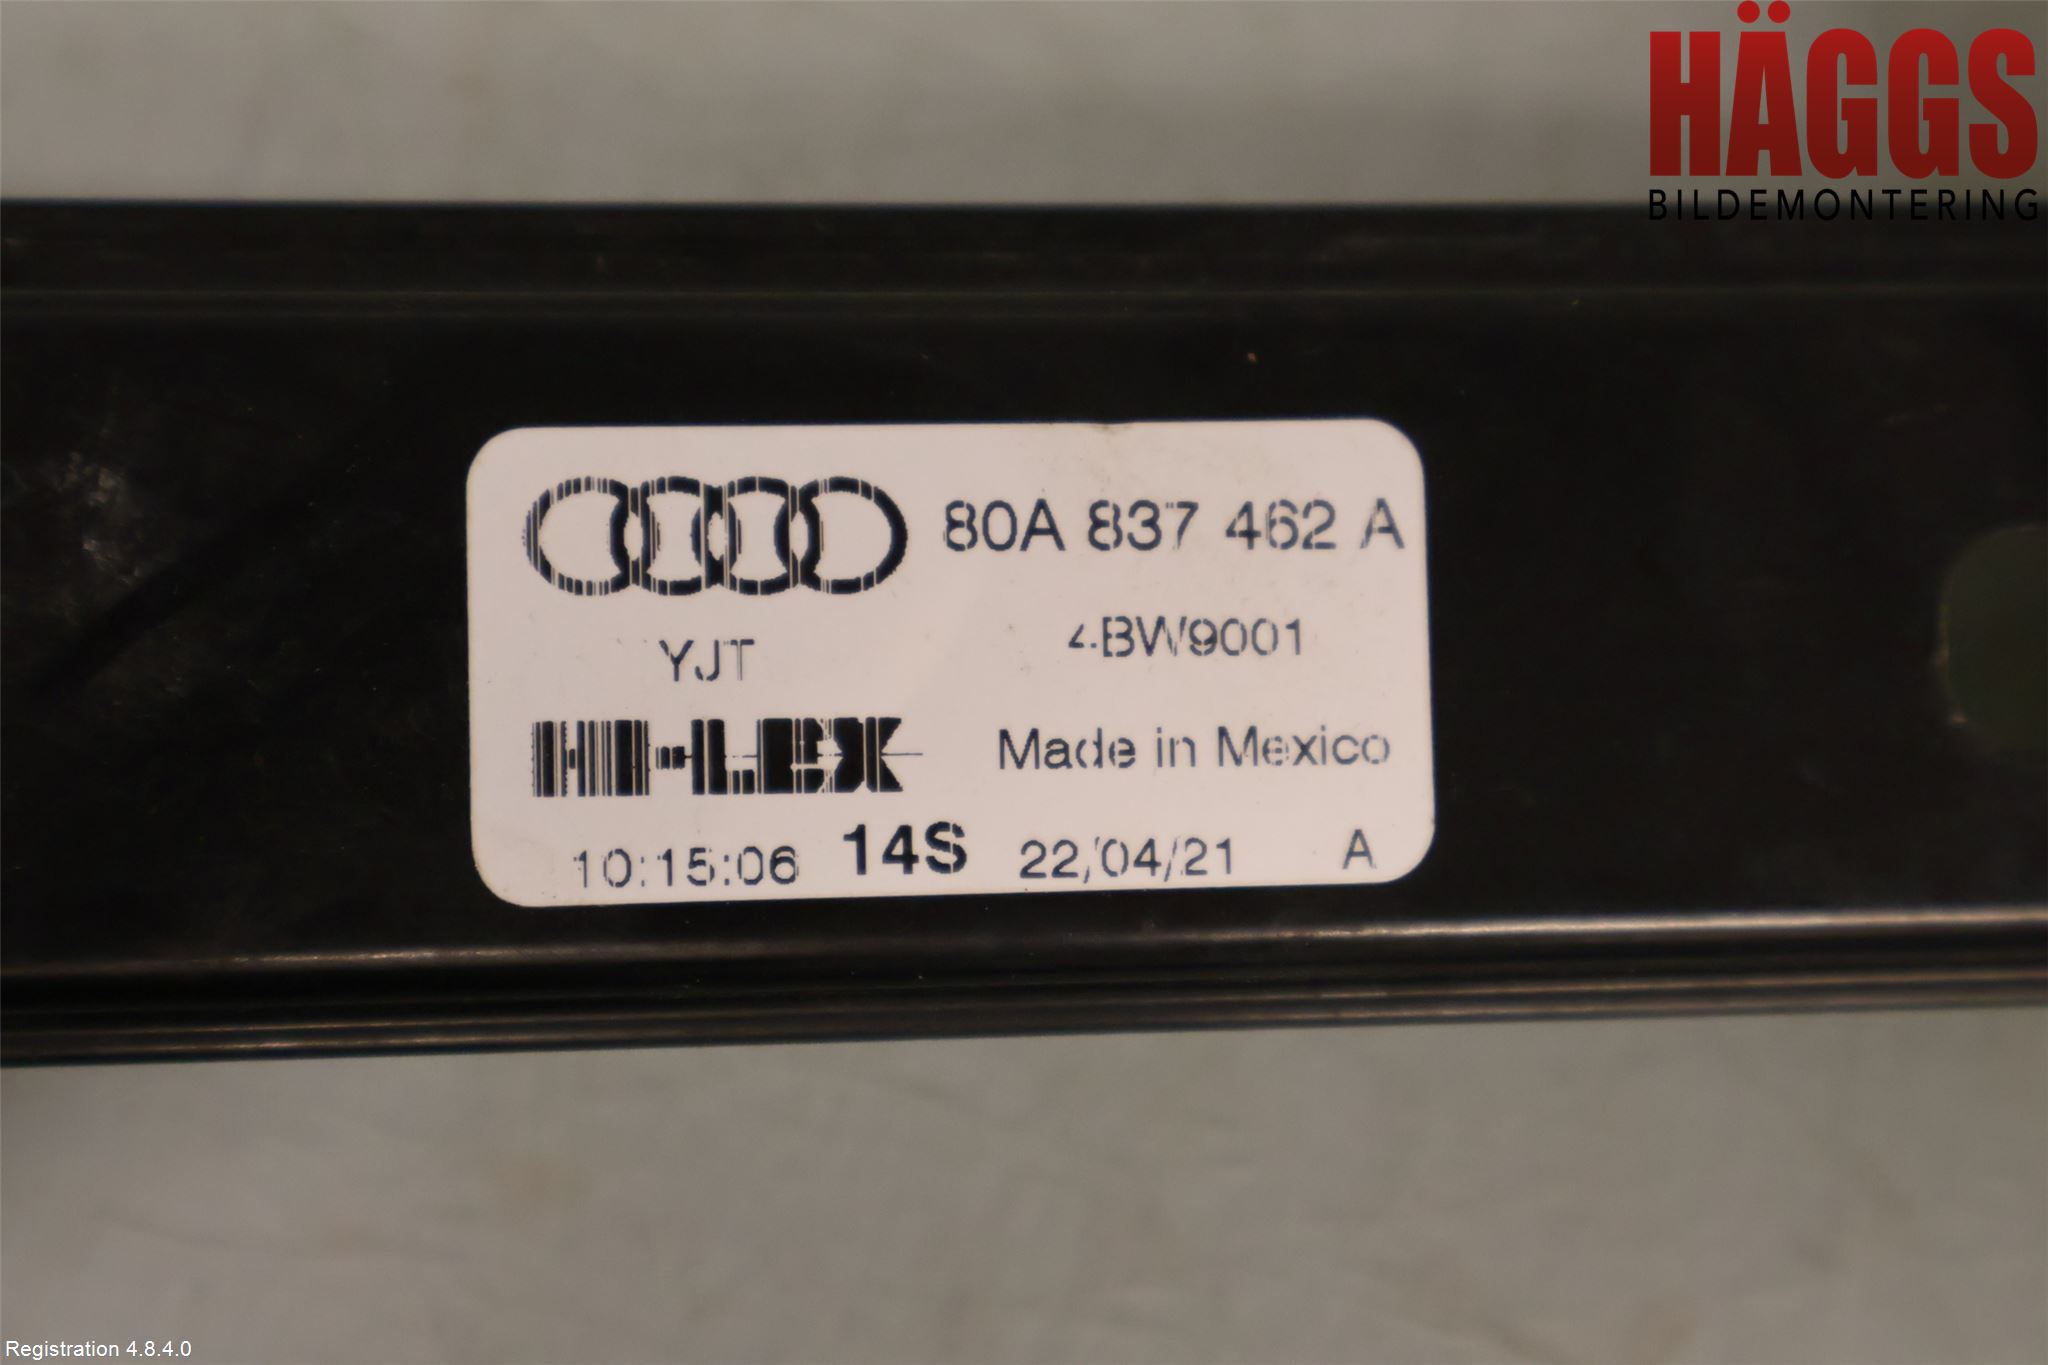 HÄGGS
BILDEMONTERING
80A 837 462 A
YJT 4BW9001
HI-LEX Made in Mexico
10:15:06 14S 22/04/21 A
Registration 4.8.4.0